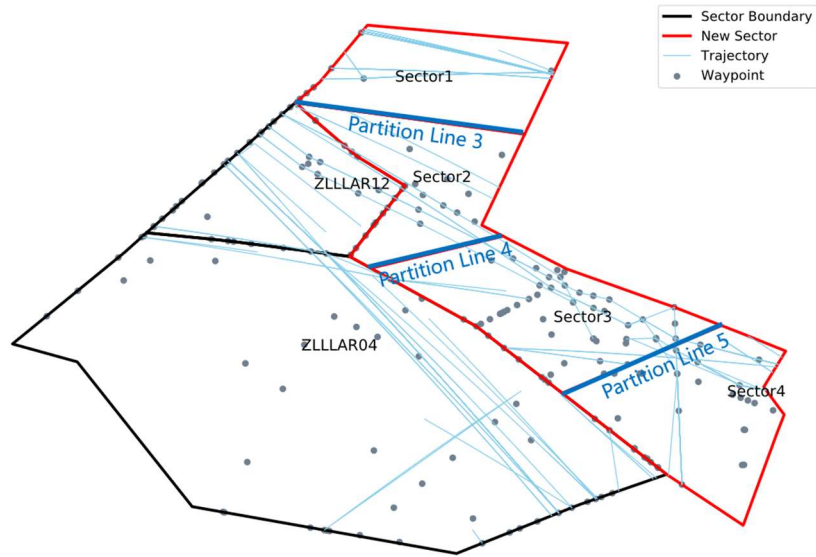 Sector Boundary
New Sector
Trajectory
Waypoint
Sector1
Partition Line 3
ZLLLAR12
Sector2
Partition Line 4
Sector3
ZLLLAR04
Partition Line 5
Sector4